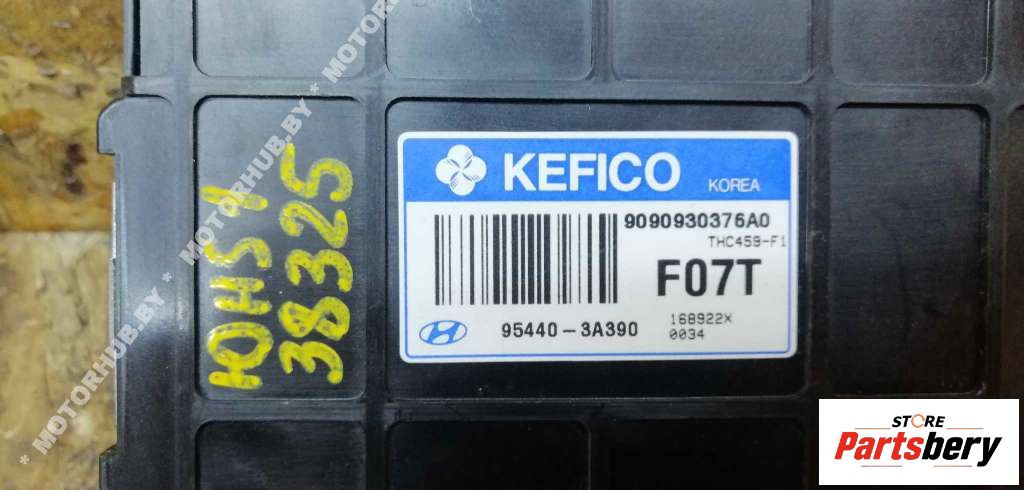 * MOTORHUB.BY * MOTORHUB.BY * MOTORHUB.BY *
38325
KEFICO KOREA
9090930376A0
THC459-F1
F07T
95440-3A390
168922X
0034
STORE
Partsbery